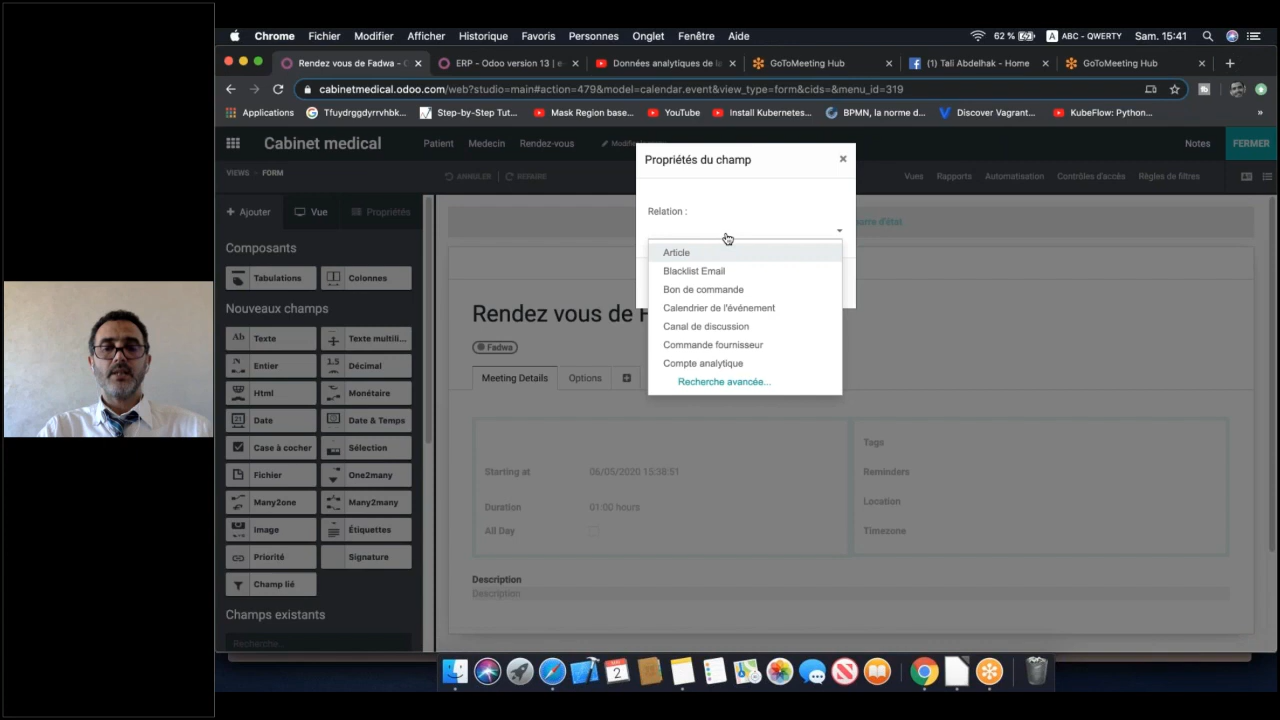 Chrome Fichier Modifier Afficher Historique Favoris Personnes Onglet Fenêtre Aide 62 % A ABC - QWERTY Sam. 15:41
Rendez vous de Fadwa - × ERP - Odoo version 13 | × Données analytiques de la × GoToMeeting Hub × (1) Tali Abdelhak - Home × GoToMeeting Hub × +
cabinetmedical.odoo.com/web?studio=main#action=479&model=calendar.event&view_type=form&cids=&menu_id=319
Applications Tfuydrggdyrrvhbk... Step-by-Step Tut... Mask Region base... YouTube Install Kubernetes... BPMN, la norme d... Discover Vagrant... KubeFlow: Python... »
Cabinet medical Patient Medecin Rendez-vous Notes FERMER
VIEWS FORM ANNULER REFAIRE Vues Rapports Automatisation Contrôles d'accès Règles de filtres
+ Ajouter Vue Propriétés
Composants
Tabulations Colonnes
Nouveaux champs
Ab Texte Texte multili...
Entier 1.5 Décimal
Html Monétaire
Date Date & Temps
Case à cocher Sélection
Fichier One2many
Many2one Many2many
Image Étiquettes
Priorité Signature
Champ lié
Champs existants
Recherche...
Propriétés du champ ×
Relation :
Article
Blacklist Email
Bon de commande
Calendrier de l'événement
Canal de discussion
Commande fournisseur
Compte analytique
Recherche avancée...
d'état
Rendez vous de
Fadwa
Meeting Details Options
Tags
Starting at 06/05/2020 15:38:51 Reminders
Location
Duration 01:00 hours
All Day Timezone
Description
Description